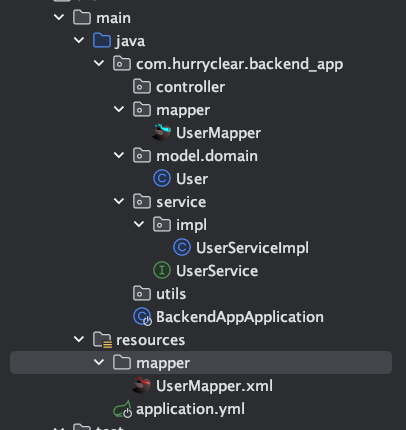 main
java
com.hurryclear.backend_app
controller
mapper
UserMapper
model.domain
User
service
impl
UserServiceImpl
UserService
utils
BackendAppApplication
resources
mapper
UserMapper.xml
application.yml